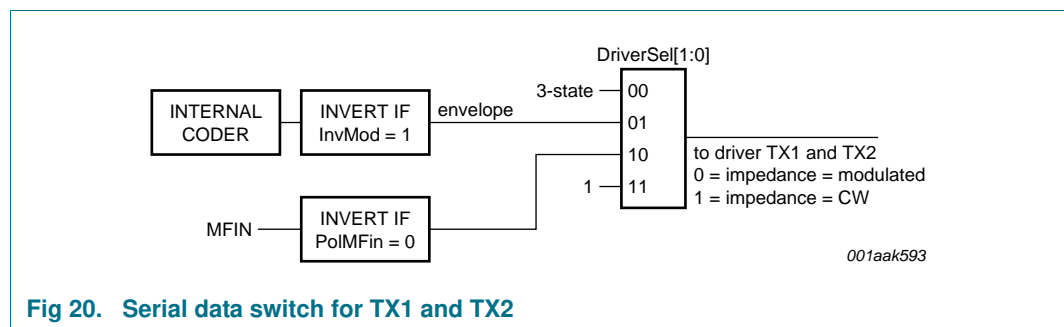 DriverSel[1:0]
3-state
00
INTERNAL
CODER
INVERT IF
InvMod = 1
envelope
01
10
1
11
to driver TX1 and TX2
0 = impedance = modulated
1 = impedance = CW
MFIN
INVERT IF
PolMFin = 0
001aak593
Fig 20. Serial data switch for TX1 and TX2